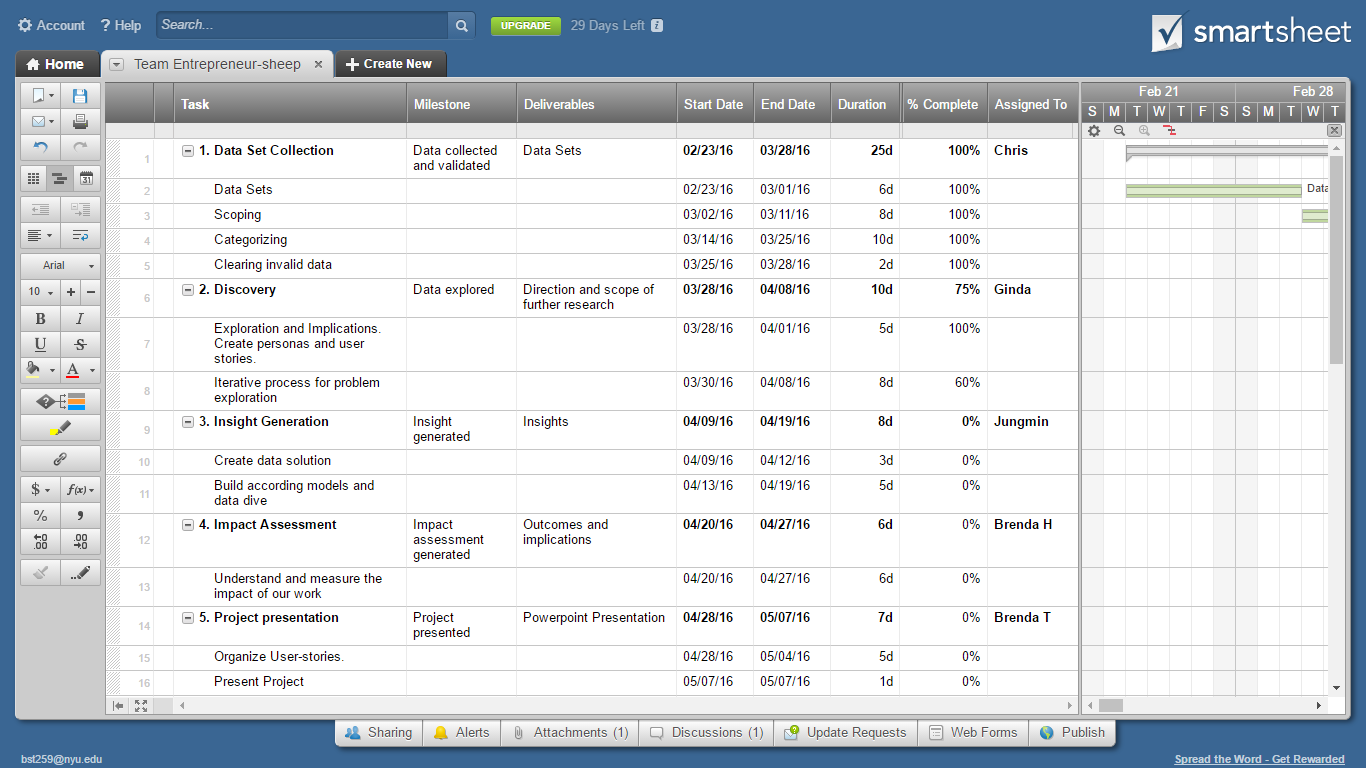 Account ? Help Search... UPGRADE 29 Days Left i
smartsheet
Home Team Entrepreneur-sheep × + Create New
Task Milestone Deliverables Start Date End Date Duration % Complete Assigned To
Feb 21 Feb 28
S M T W T F S S M T W T
1 1. Data Set Collection Data collected Data Sets 02/23/16 03/28/16 25d 100% Chris
and validated
2 Data Sets 02/23/16 03/01/16 6d 100% Data
3 Scoping 03/02/16 03/11/16 8d 100%
4 Categorizing 03/14/16 03/25/16 10d 100%
5 Clearing invalid data 03/25/16 03/28/16 2d 100%
6 2. Discovery Data explored Direction and scope of 03/28/16 04/08/16 10d 75% Ginda
further research
7 Exploration and Implications. 03/28/16 04/01/16 5d 100%
Create personas and user
stories.
8 Iterative process for problem 03/30/16 04/08/16 8d 60%
exploration
9 3. Insight Generation Insight Insights 04/09/16 04/19/16 8d 0% Jungmin
generated
10 Create data solution 04/09/16 04/12/16 3d 0%
11 Build according models and 04/13/16 04/19/16 5d 0%
data dive
12 4. Impact Assessment Impact Outcomes and 04/20/16 04/27/16 6d 0% Brenda H
assessment implications
generated
13 Understand and measure the 04/20/16 04/27/16 6d 0%
impact of our work
14 5. Project presentation Project Powerpoint Presentation 04/28/16 05/07/16 7d 0% Brenda T
presented
15 Organize User-stories. 04/28/16 05/04/16 5d 0%
16 Present Project 05/07/16 05/07/16 1d 0%
31
Arial
10 + −
B I
U S
A
?
$ f(x)
% ,
.0 .00
.00 .0
Sharing Alerts Attachments (1) Discussions (1) Update Requests Web Forms Publish
bst259@nyu.edu Spread the Word - Get Rewarded